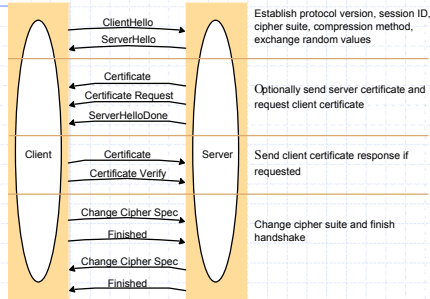 ClientHello
ServerHello
Establish protocol version, session ID,
cipher suite, compression method,
exchange random values
Certificate
Certificate Request
ServerHelloDone
Optionally send server certificate and
request client certificate
Client
Certificate
Certificate Verify
Server
Send client certificate response if
requested
Change Cipher Spec
Finished
Change Cipher Spec
Finished
Change cipher suite and finish
handshake